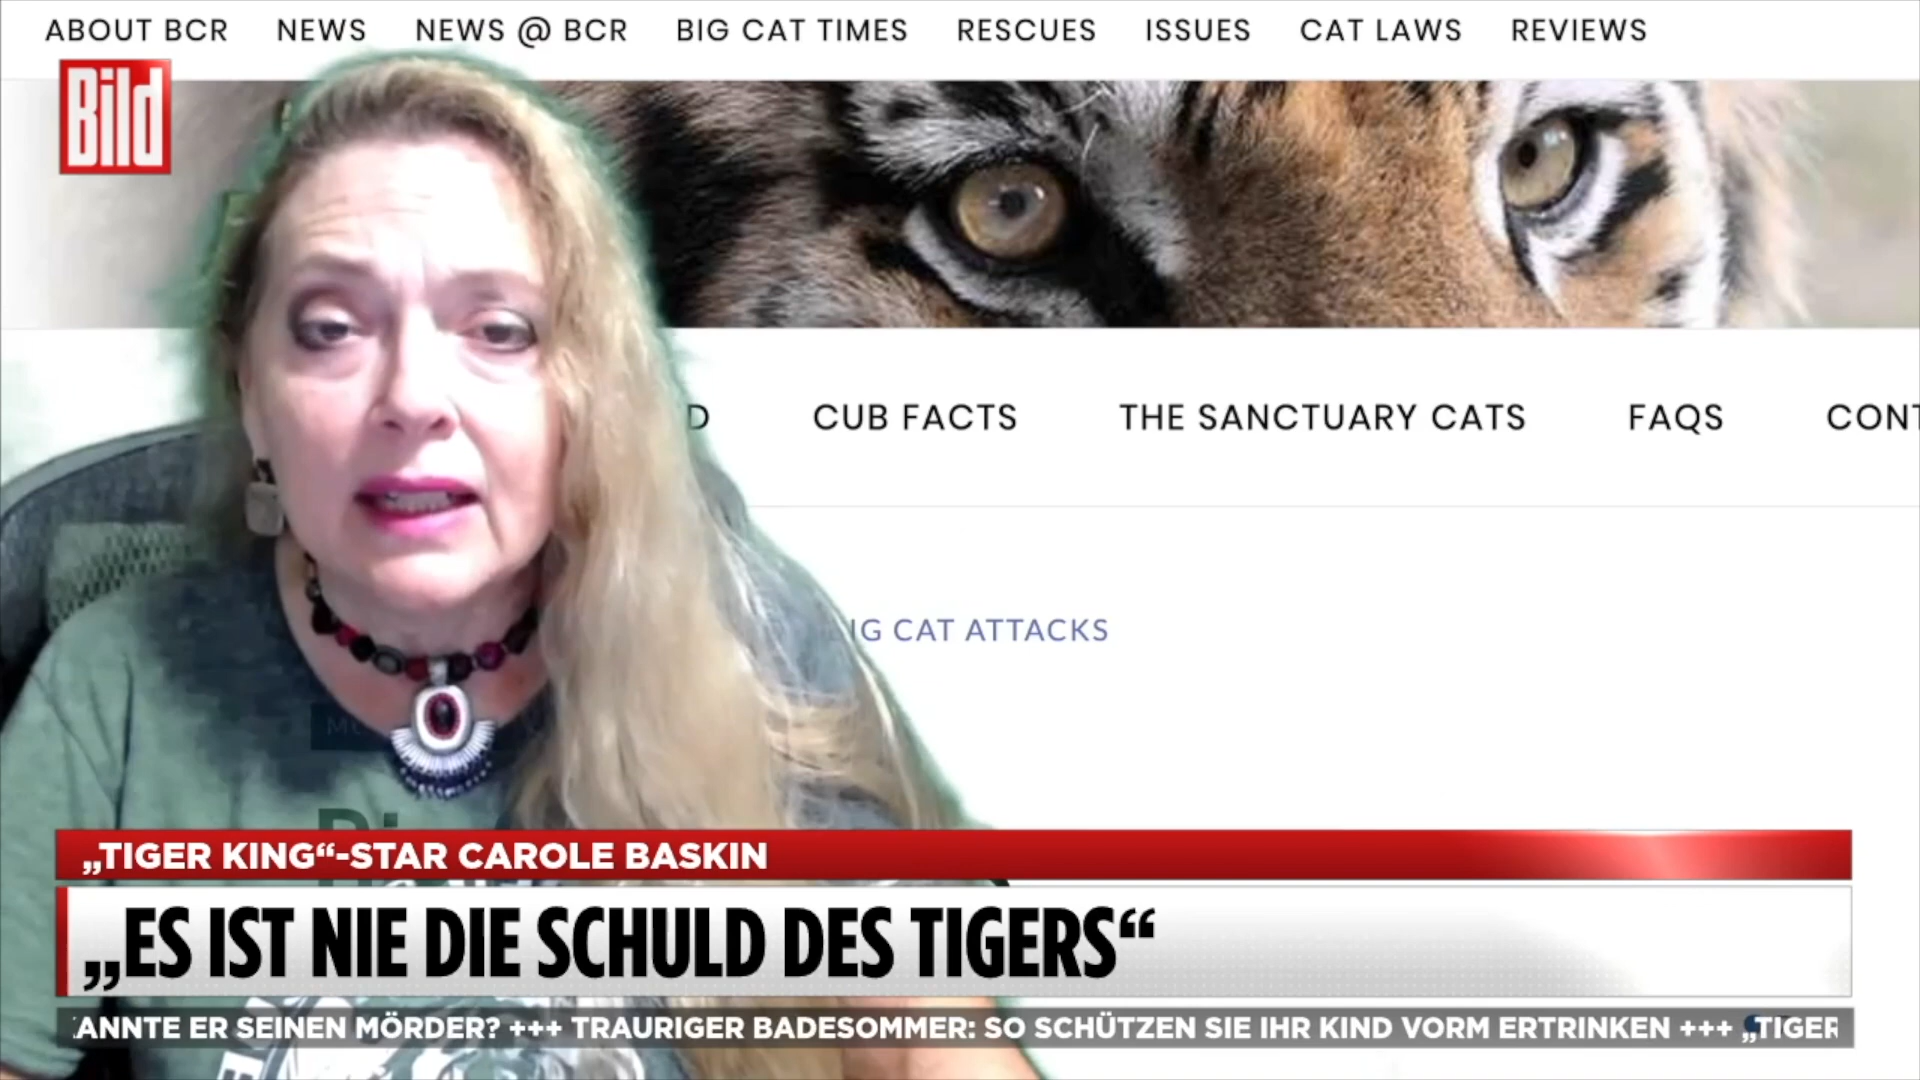 ABOUT BCR NEWS NEWS @ BCR BIG CAT TIMES RESCUES ISSUES CAT LAWS REVIEWS
Bild
CUB FACTS THE SANCTUARY CATS FAQS
CAT ATTACKS
„TIGER KING“-STAR CAROLE BASKIN
„ES IST NIE DIE SCHULD DES TIGERS“
ANNTE ER SEINEN MÖRDER? +++ TRAURIGER BADESOMMER: SO SCHÜTZEN SIE IHR KIND VORM ERTRINKEN +++ „TIGER